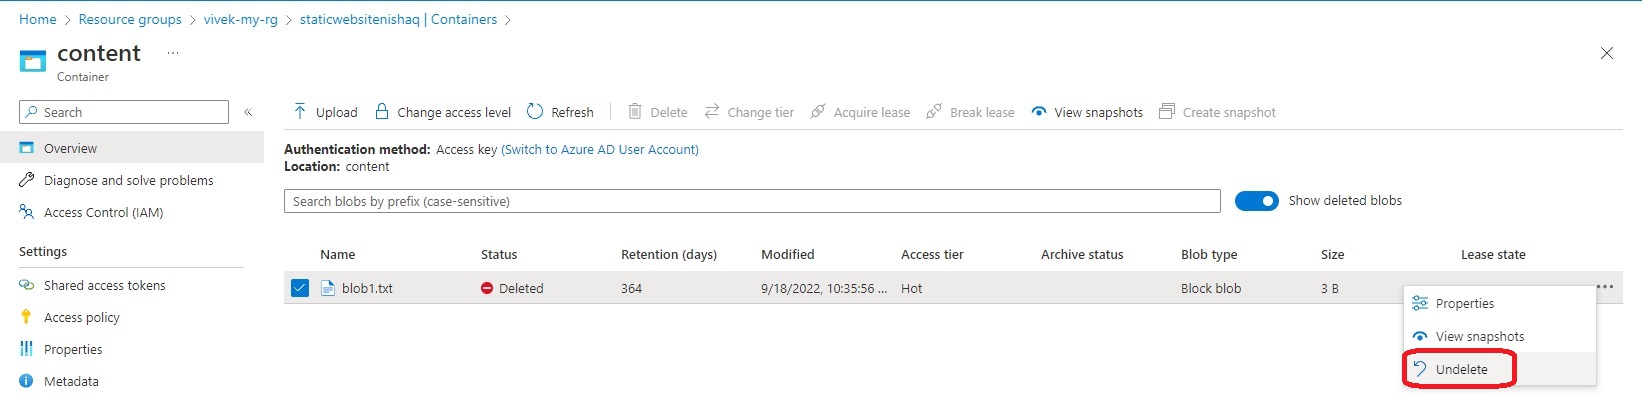 Home > Resource groups > vivek-my-rg > staticwebsitenishaq | Containers >
content ...
Container
Search «
Upload Change access level Refresh Delete Change tier Acquire lease Break lease View snapshots Create snapshot
Overview
Diagnose and solve problems
Access Control (IAM)
Settings
Shared access tokens
Access policy
Properties
Metadata
Authentication method: Access key (Switch to Azure AD User Account)
Location: content
Search blobs by prefix (case-sensitive) Show deleted blobs
Name Status Retention (days) Modified Access tier Archive status Blob type Size Lease state
blob1.txt Deleted 364 9/18/2022, 10:35:56 ... Hot Block blob 3 B ...
Properties
View snapshots
Undelete